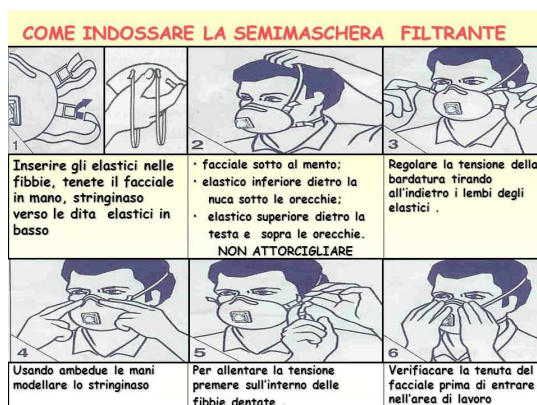 COME INDOSSARE LA SEMIMASCHERA FILTRANTE
1
2
3
Inserire gli elastici nelle
fibbie, tenete il facciale
in mano, stringinaso
verso le dita elastici in
basso
· facciale sotto al mento;
· elastico inferiore dietro la
nuca sotto le orecchie;
· elastico superiore dietro la
testa e sopra le orecchie.
NON ATTORCIGLIARE
Regolare la tensione della
bardatura tirando
all'indietro i lembi degli
elastici .
4
5
6
Usando ambedue le mani
modellare lo stringinaso
Per allentare la tensione
premere sull'interno delle
fibbie dentate .
Verifiacare la tenuta del
facciale prima di entrare
nell'area di lavoro